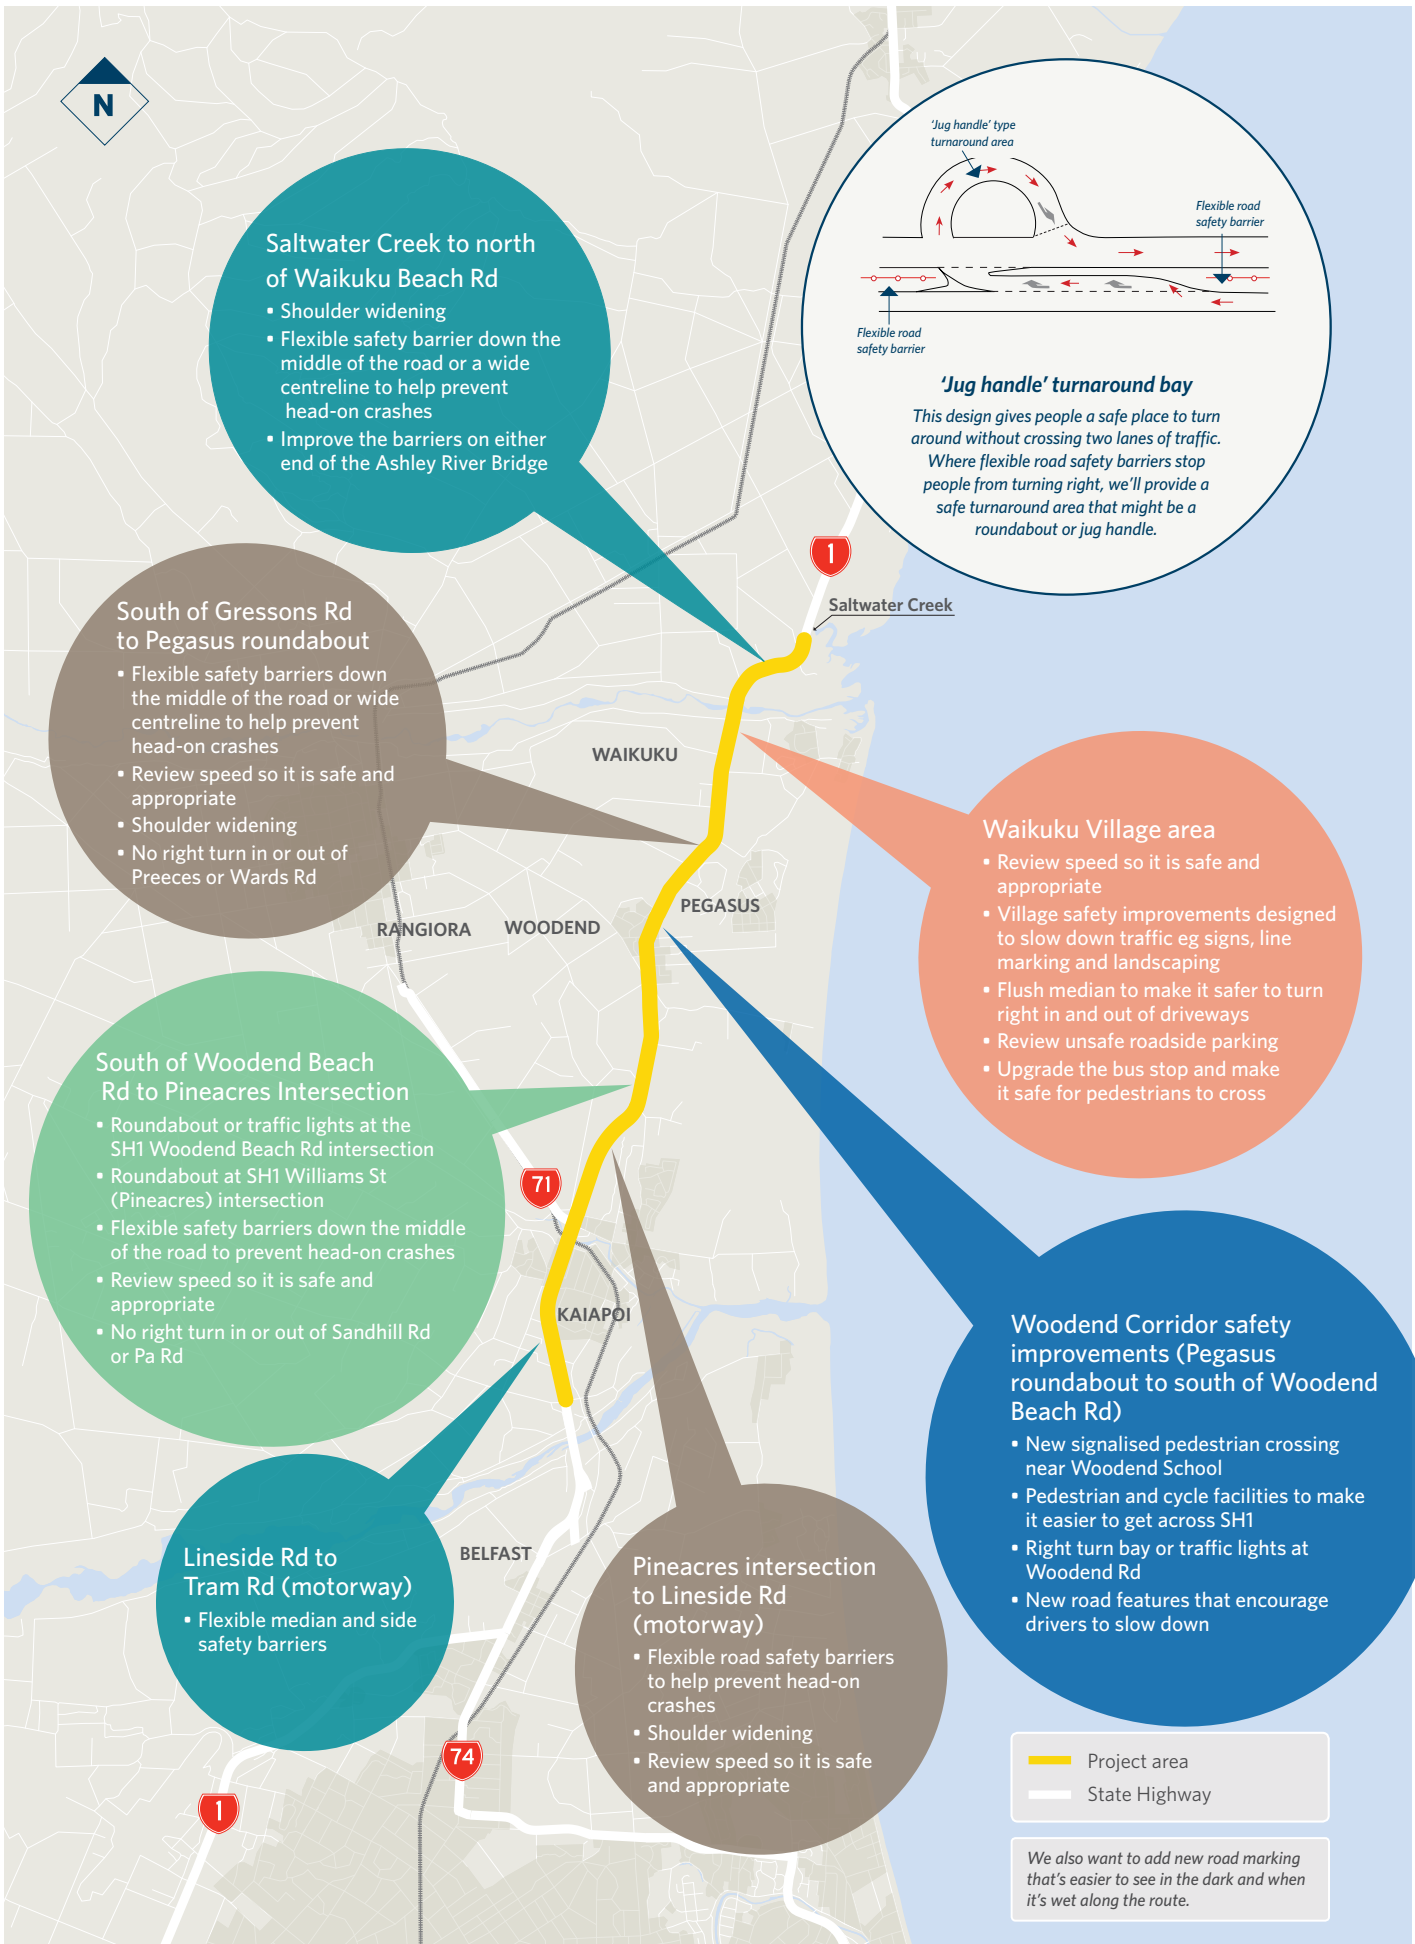 N
'Jug handle' type
turnaround area
Flexible road
safety barrier
Flexible road
safety barrier
'Jug handle' turnaround bay
This design gives people a safe place to turn
around without crossing two lanes of traffic.
Where flexible road safety barriers stop
people from turning right, we'll provide a
safe turnaround area that might be a
roundabout or jug handle.
Saltwater Creek to north
of Waikuku Beach Rd
▪ Shoulder widening
▪ Flexible safety barrier down the
middle of the road or a wide
centreline to help prevent
head-on crashes
▪ Improve the barriers on either
end of the Ashley River Bridge
1
Saltwater Creek
South of Gressons Rd
to Pegasus roundabout
▪ Flexible safety barriers down
the middle of the road or wide
centreline to help prevent
head-on crashes
▪ Review speed so it is safe and
appropriate
▪ Shoulder widening
▪ No right turn in or out of
Preeces or Wards Rd
WAIKUKU
Waikuku Village area
▪ Review speed so it is safe and
appropriate
▪ Village safety improvements designed
to slow down traffic eg signs, line
marking and landscaping
▪ Flush median to make it safer to turn
right in and out of driveways
▪ Review unsafe roadside parking
▪ Upgrade the bus stop and make
it safe for pedestrians to cross
PEGASUS
RANGIORA
WOODEND
South of Woodend Beach
Rd to Pineacres Intersection
▪ Roundabout or traffic lights at the
SH1 Woodend Beach Rd intersection
▪ Roundabout at SH1 Williams St
(Pineacres) intersection
▪ Flexible safety barriers down the middle
of the road to prevent head-on crashes
▪ Review speed so it is safe and
appropriate
▪ No right turn in or out of Sandhill Rd
or Pa Rd
71
KAIAPOI
Woodend Corridor safety
improvements (Pegasus
roundabout to south of Woodend
Beach Rd)
▪ New signalised pedestrian crossing
near Woodend School
▪ Pedestrian and cycle facilities to make
it easier to get across SH1
▪ Right turn bay or traffic lights at
Woodend Rd
▪ New road features that encourage
drivers to slow down
Lineside Rd to
Tram Rd (motorway)
▪ Flexible median and side
safety barriers
BELFAST
Pineacres intersection
to Lineside Rd
(motorway)
▪ Flexible road safety barriers
to help prevent head-on
crashes
▪ Shoulder widening
▪ Review speed so it is safe
and appropriate
74
1
Project area
State Highway
We also want to add new road marking
that's easier to see in the dark and when
it's wet along the route.